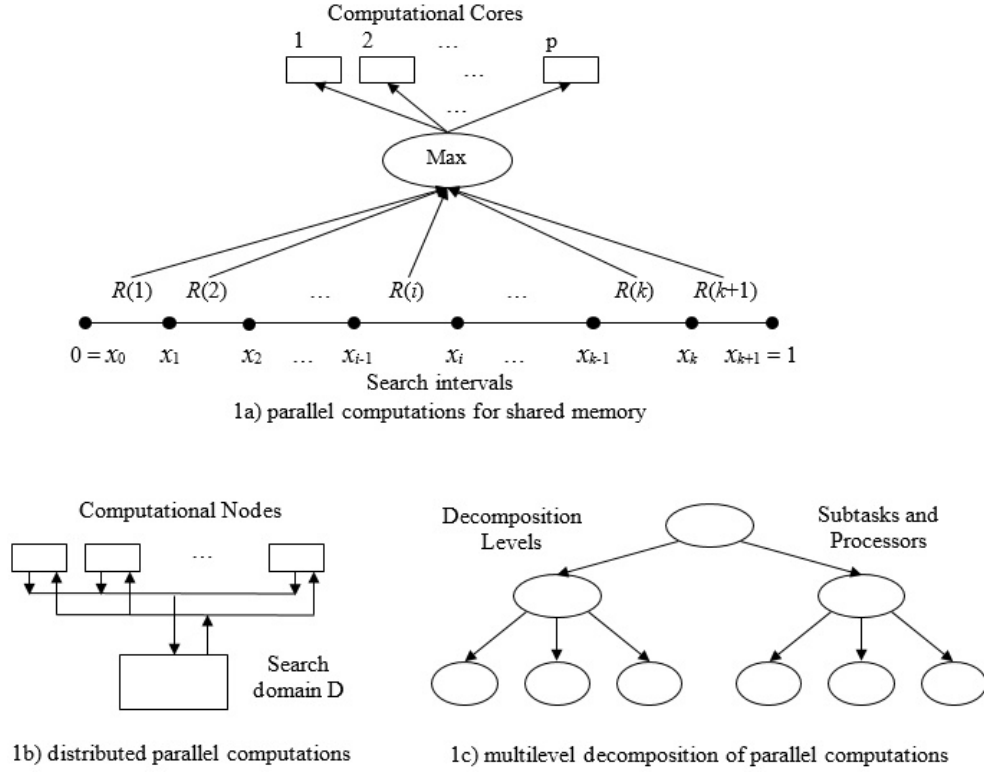 Computational Cores
1 2 … p
…
…
Max
R(1) R(2) … R(i) … R(k) R(k+1)
0 = x₀ x₁ x₂ … xᵢ₋₁ xᵢ … xₖ₋₁ xₖ xₖ₊₁ = 1
Search intervals
1a) parallel computations for shared memory
Computational Nodes
…
Search
domain D
1b) distributed parallel computations
Decomposition
Levels
Subtasks and
Processors
1c) multilevel decomposition of parallel computations